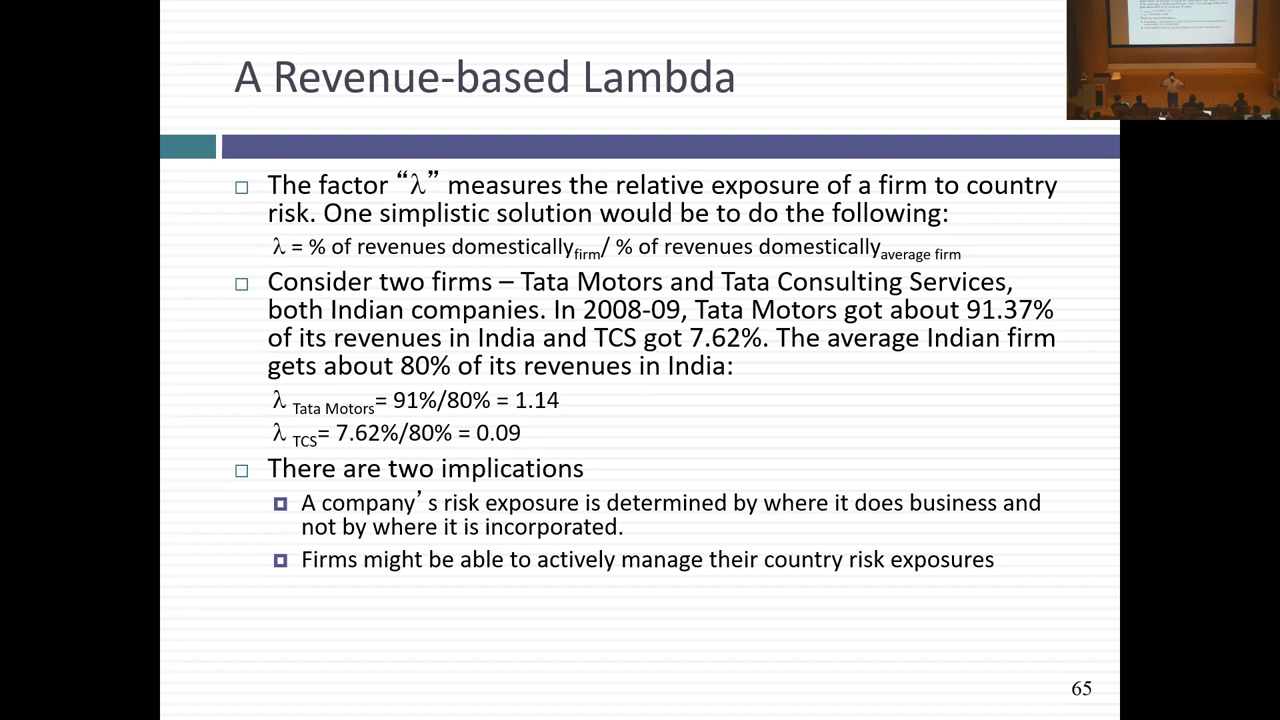 A Revenue-based Lambda
The factor “λ” measures the relative exposure of a firm to country
risk. One simplistic solution would be to do the following:
λ = % of revenues domestically firm/ % of revenues domestically average firm
Consider two firms – Tata Motors and Tata Consulting Services,
both Indian companies. In 2008-09, Tata Motors got about 91.37%
of its revenues in India and TCS got 7.62%. The average Indian firm
gets about 80% of its revenues in India:
λ Tata Motors= 91%/80% = 1.14
λ TCS= 7.62%/80% = 0.09
There are two implications
A company’s risk exposure is determined by where it does business and
not by where it is incorporated.
Firms might be able to actively manage their country risk exposures
65